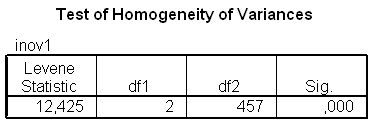 Test of Homogeneity of Variances
inov1
Levene
Statistic df1 df2 Sig.
12,425 2 457 ,000